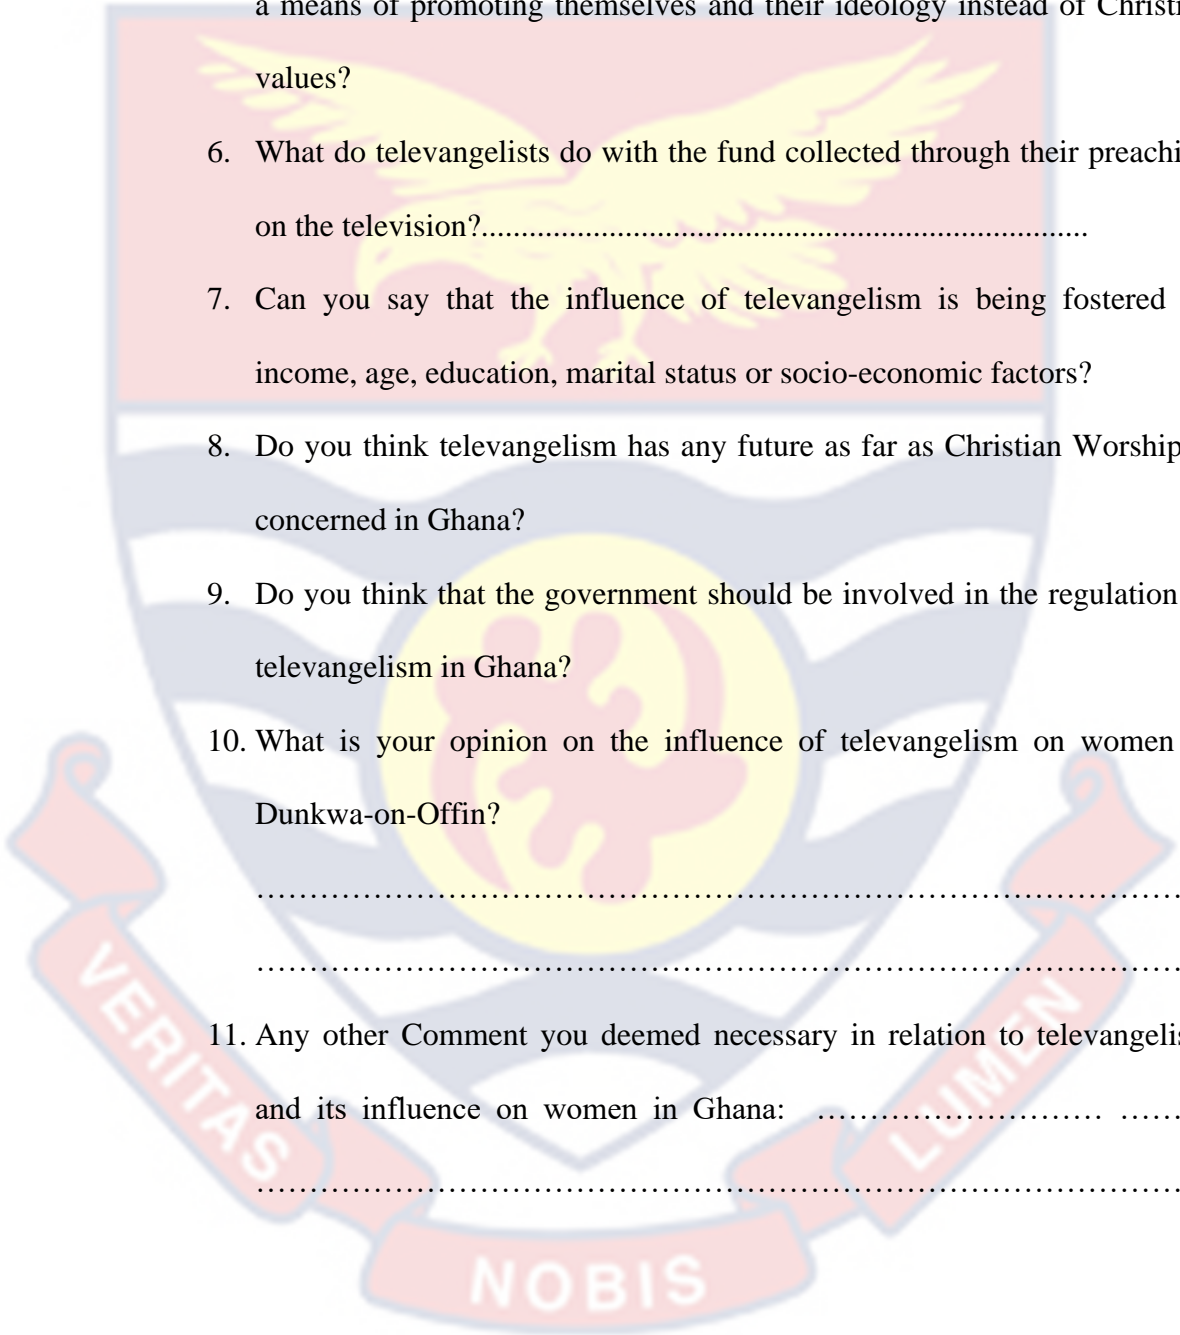 a means of promoting themselves and their ideology instead of Christi
values?
6. What do televangelists do with the fund collected through their preachi
on the television?............................................................................
7. Can you say that the influence of televangelism is being fostered
income, age, education, marital status or socio-economic factors?
8. Do you think televangelism has any future as far as Christian Worship
concerned in Ghana?
9. Do you think that the government should be involved in the regulation
televangelism in Ghana?
10. What is your opinion on the influence of televangelism on women
Dunkwa-on-Offin?
………………………………………………………………………………
………………………………………………………………………………
11. Any other Comment you deemed necessary in relation to televangelis
and its influence on women in Ghana: ……………………… ……
………………………………………………………………………………
VERITAS
NOBIS
LUMEN